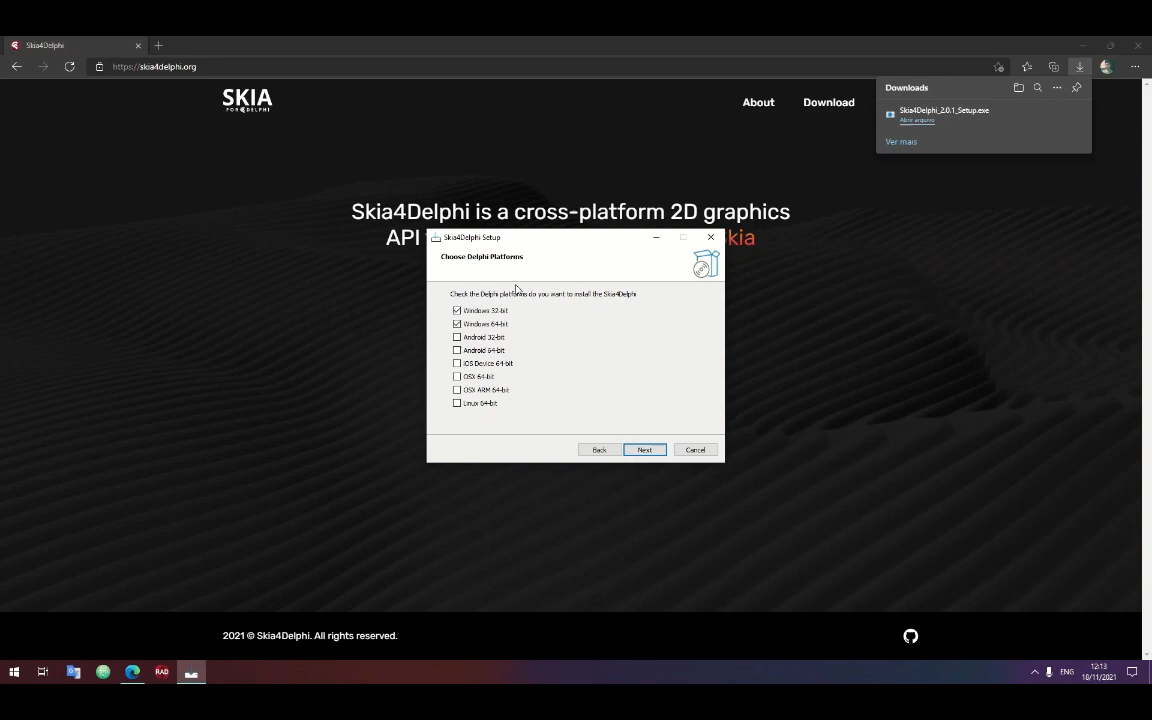 Skia4Delphi
https://skia4delphi.org
SKIA
FOR DELPHI
About
Download
Downloads
Skia4Delphi_2.0.1_Setup.exe
Abrir arquivo
Ver mais
Skia4Delphi is a cross-platform 2D graphics
API
kia
Skia4Delphi Setup
Choose Delphi Platforms
Check the Delphi platforms do you want to install the Skia4Delphi
Windows 32-bit
Windows 64-bit
Android 32-bit
Android 64-bit
iOS Device 64-bit
OSX 64-bit
OSX ARM 64-bit
Linux 64-bit
Back
Next
Cancel
2021 © Skia4Delphi. All rights reserved.
RAD
ENG
12:13
18/11/2021